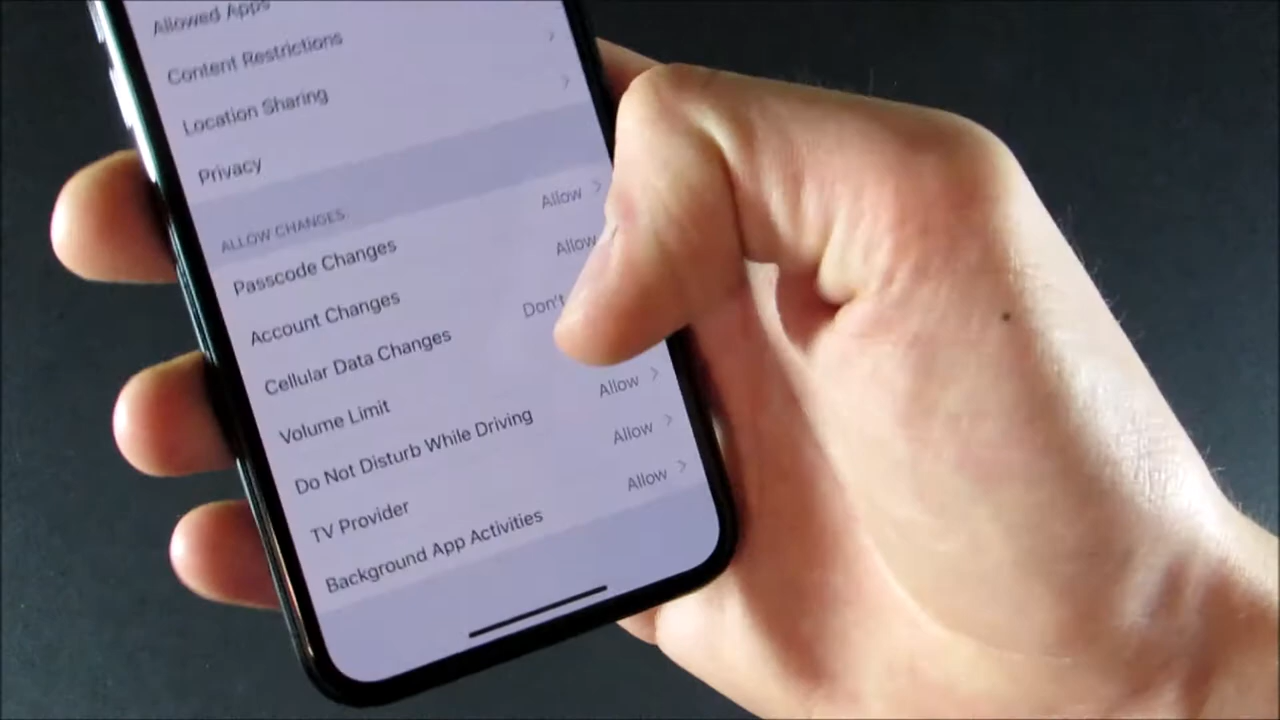 Allowed Apps
Content Restrictions
Location Sharing
Privacy
ALLOW CHANGES:
Passcode Changes Allow
Account Changes Allow
Cellular Data Changes Don't
Volume Limit
Do Not Disturb While Driving Allow
TV Provider Allow
Background App Activities Allow